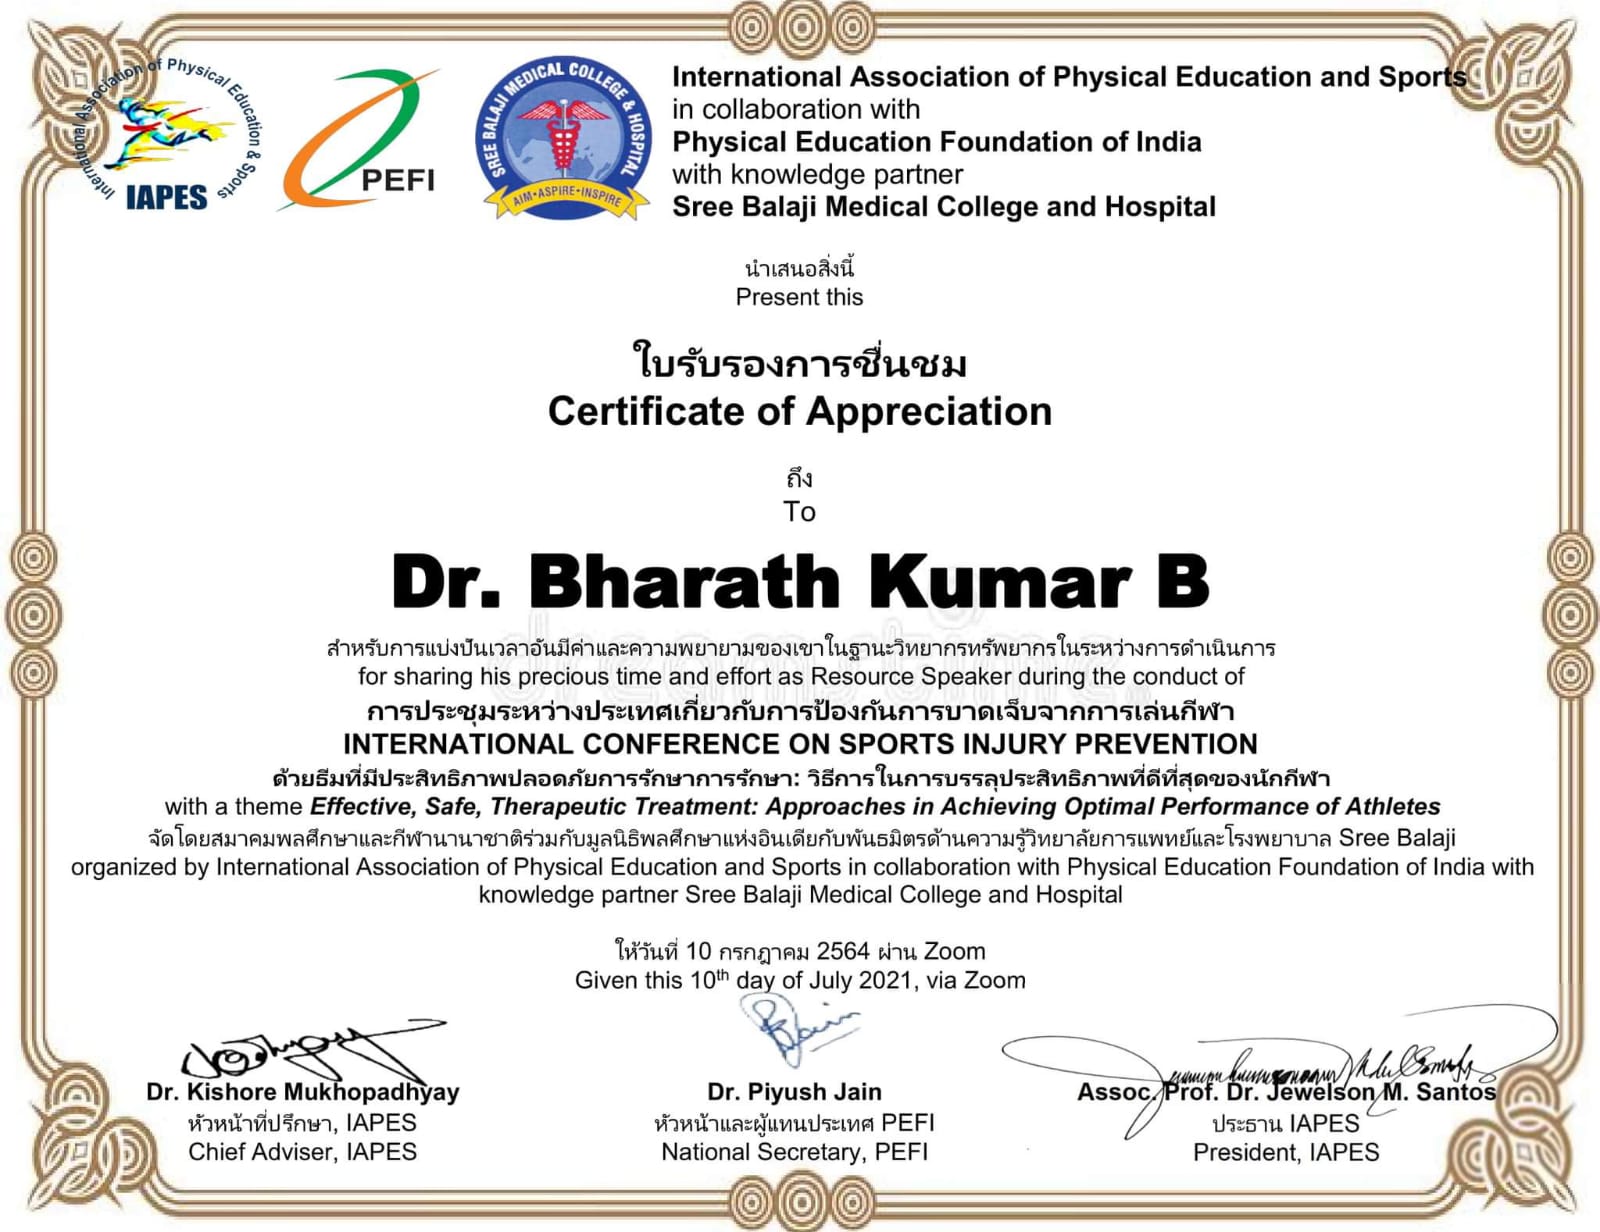 International Association of Physical Education & Sports
IAPES
PEFI
SREE BALAJI MEDICAL COLLEGE & HOSPITAL
AIM•ASPIRE•INSPIRE
International Association of Physical Education and Sports
in collaboration with
Physical Education Foundation of India
with knowledge partner
Sree Balaji Medical College and Hospital
นำเสนอสิ่งนี้
Present this
ใบรับรองการชื่นชม
Certificate of Appreciation
ถึง
To
Dr. Bharath Kumar B
สำหรับการแบ่งปันเวลาอันมีค่าและความพยายามของเขาในฐานะวิทยากรทรัพยากรในระหว่างการดำเนินการ
for sharing his precious time and effort as Resource Speaker during the conduct of
การประชุมระหว่างประเทศเกี่ยวกับการป้องกันการบาดเจ็บจากการเล่นกีฬา
INTERNATIONAL CONFERENCE ON SPORTS INJURY PREVENTION
ด้วยธีมที่มีประสิทธิภาพปลอดภัยการรักษาการรักษา: วิธีการในการบรรลุประสิทธิภาพที่ดีที่สุดของนักกีฬา
with a theme Effective, Safe, Therapeutic Treatment: Approaches in Achieving Optimal Performance of Athletes
จัดโดยสมาคมพลศึกษาและกีฬานานาชาติร่วมกับมูลนิธิพลศึกษาแห่งอินเดียกับพันธมิตรด้านความรู้วิทยาลัยการแพทย์และโรงพยาบาล Sree Balaji
organized by International Association of Physical Education and Sports in collaboration with Physical Education Foundation of India with
knowledge partner Sree Balaji Medical College and Hospital
ให้วันที่ 10 กรกฎาคม 2564 ผ่าน Zoom
Given this 10th day of July 2021, via Zoom
Dr. Kishore Mukhopadhyay
หัวหน้าที่ปรึกษา, IAPES
Chief Adviser, IAPES
Dr. Piyush Jain
หัวหน้าและผู้แทนประเทศ PEFI
National Secretary, PEFI
Assoc. Prof. Dr. Jewelson M. Santos
ประธาน IAPES
President, IAPES